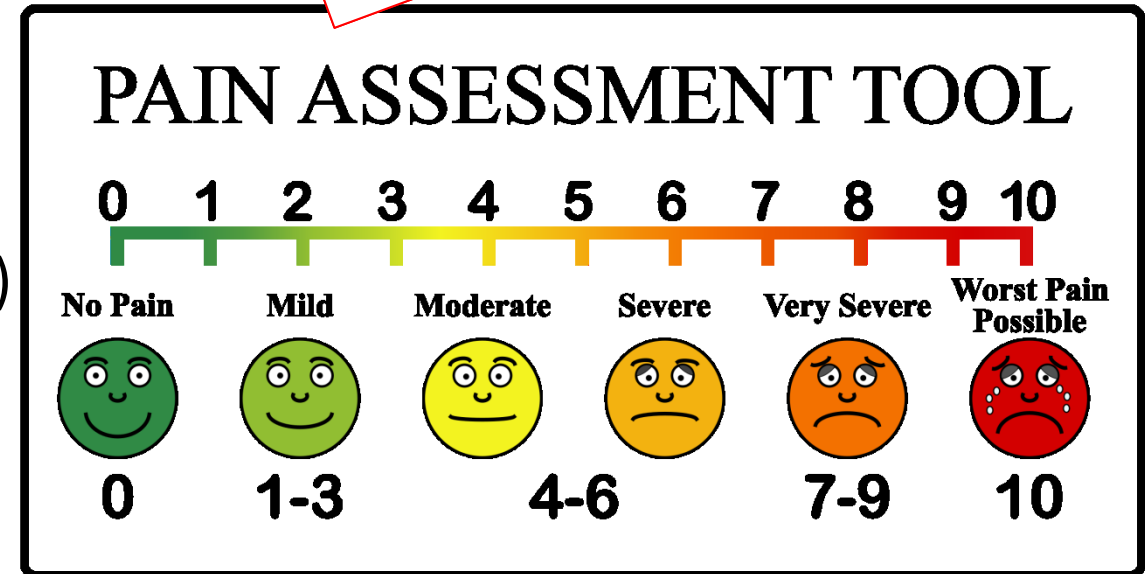 PAIN ASSESSMENT TOOL
0 1 2 3 4 5 6 7 8 9 10
No Pain Mild Moderate Severe Very Severe Worst Pain
Possible
0 1-3 4-6 7-9 10
)